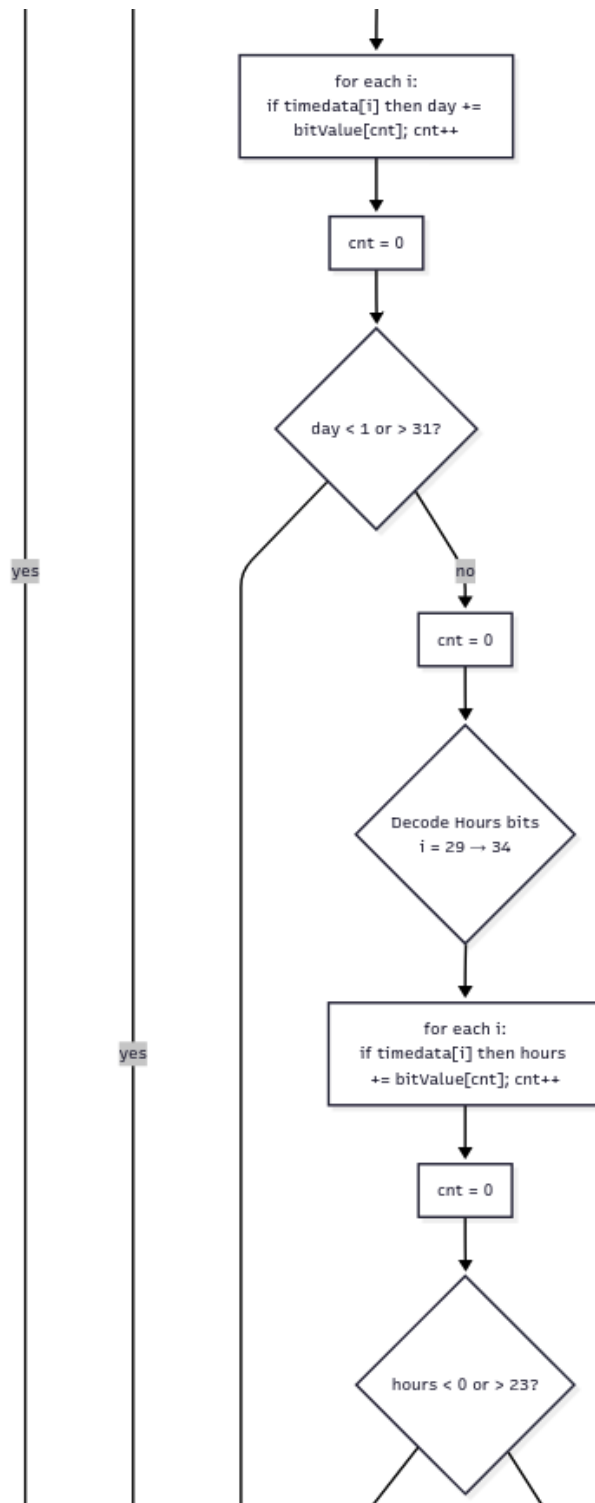 for each i:
if timedata[i] then day +=
bitValue[cnt]; cnt++
cnt = 0
day < 1 or > 31?
yes
no
cnt = 0
Decode Hours bits
i = 29 → 34
for each i:
if timedata[i] then hours
+= bitValue[cnt]; cnt++
yes
cnt = 0
hours < 0 or > 23?